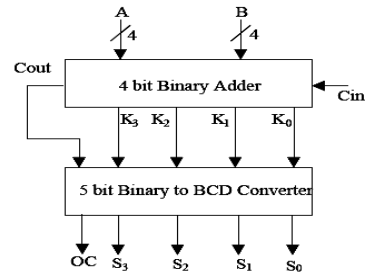 A B
4 4
Cout
4 bit Binary Adder
Cin
K3 K2 K1 K0
5 bit Binary to BCD Converter
OC S3 S2 S1 S0